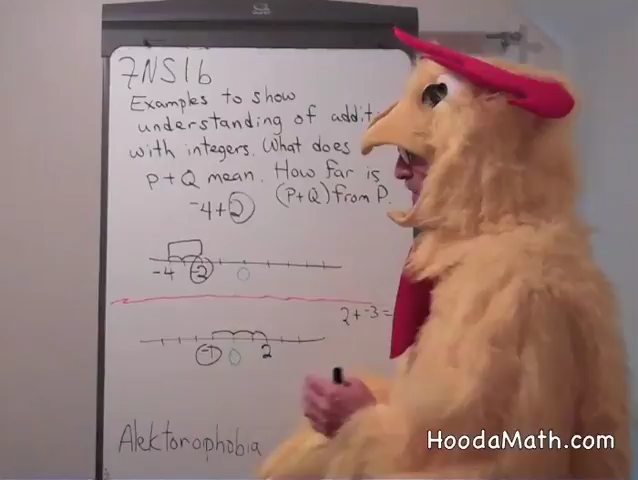 7NS1b
Examples to show
understanding of addit
with integers. What does
p+Q mean. How far is
(P+Q) from P.
-4+2
-4 -2 0
2+-3=
-1 0 2
Alektorophobia
HoodaMath.com